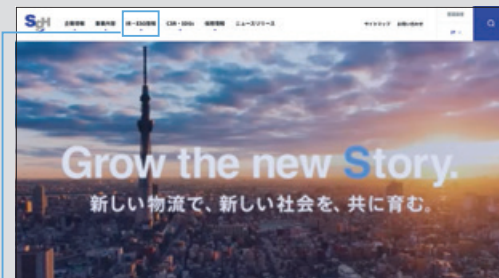 SgH
企業情報 事業内容 IR・ESG情報 CSR・SDGs 採用情報 ニュースリリース サイトマップ お問い合わせ
Grow the new Story.
新しい物流で、新しい社会を、共に育む。